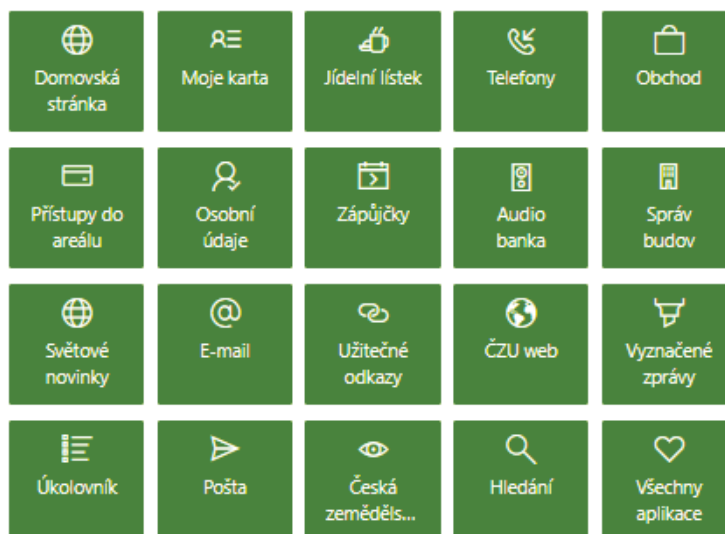 Domovská
stránka
Moje karta
Jídelní lístek
Telefony
Obchod
Přístupy do
areálu
Osobní
údaje
Zápůjčky
Audio
banka
Správ
budov
Světové
novinky
E-mail
Užitečné
odkazy
ČZU web
Vyznačené
zprávy
Úkolovník
Pošta
Česká
zeměděls...
Hledání
Všechny
aplikace